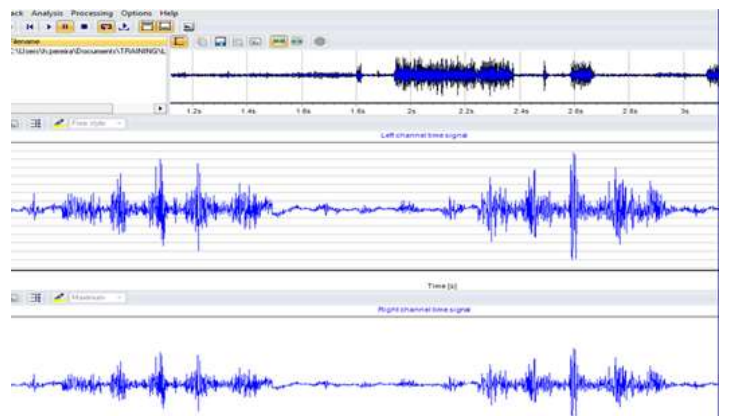 ack Analysis Processing Options Help
filename
C:\Users\h.pereira\Documents\TRAINING\L
1.2s 1.4s 1.6s 1.8s 2s 2.2s 2.4s 2.6s 2.8s 3s
Free style
Left channel time signal
Time [s]
Maximum
Right channel time signal